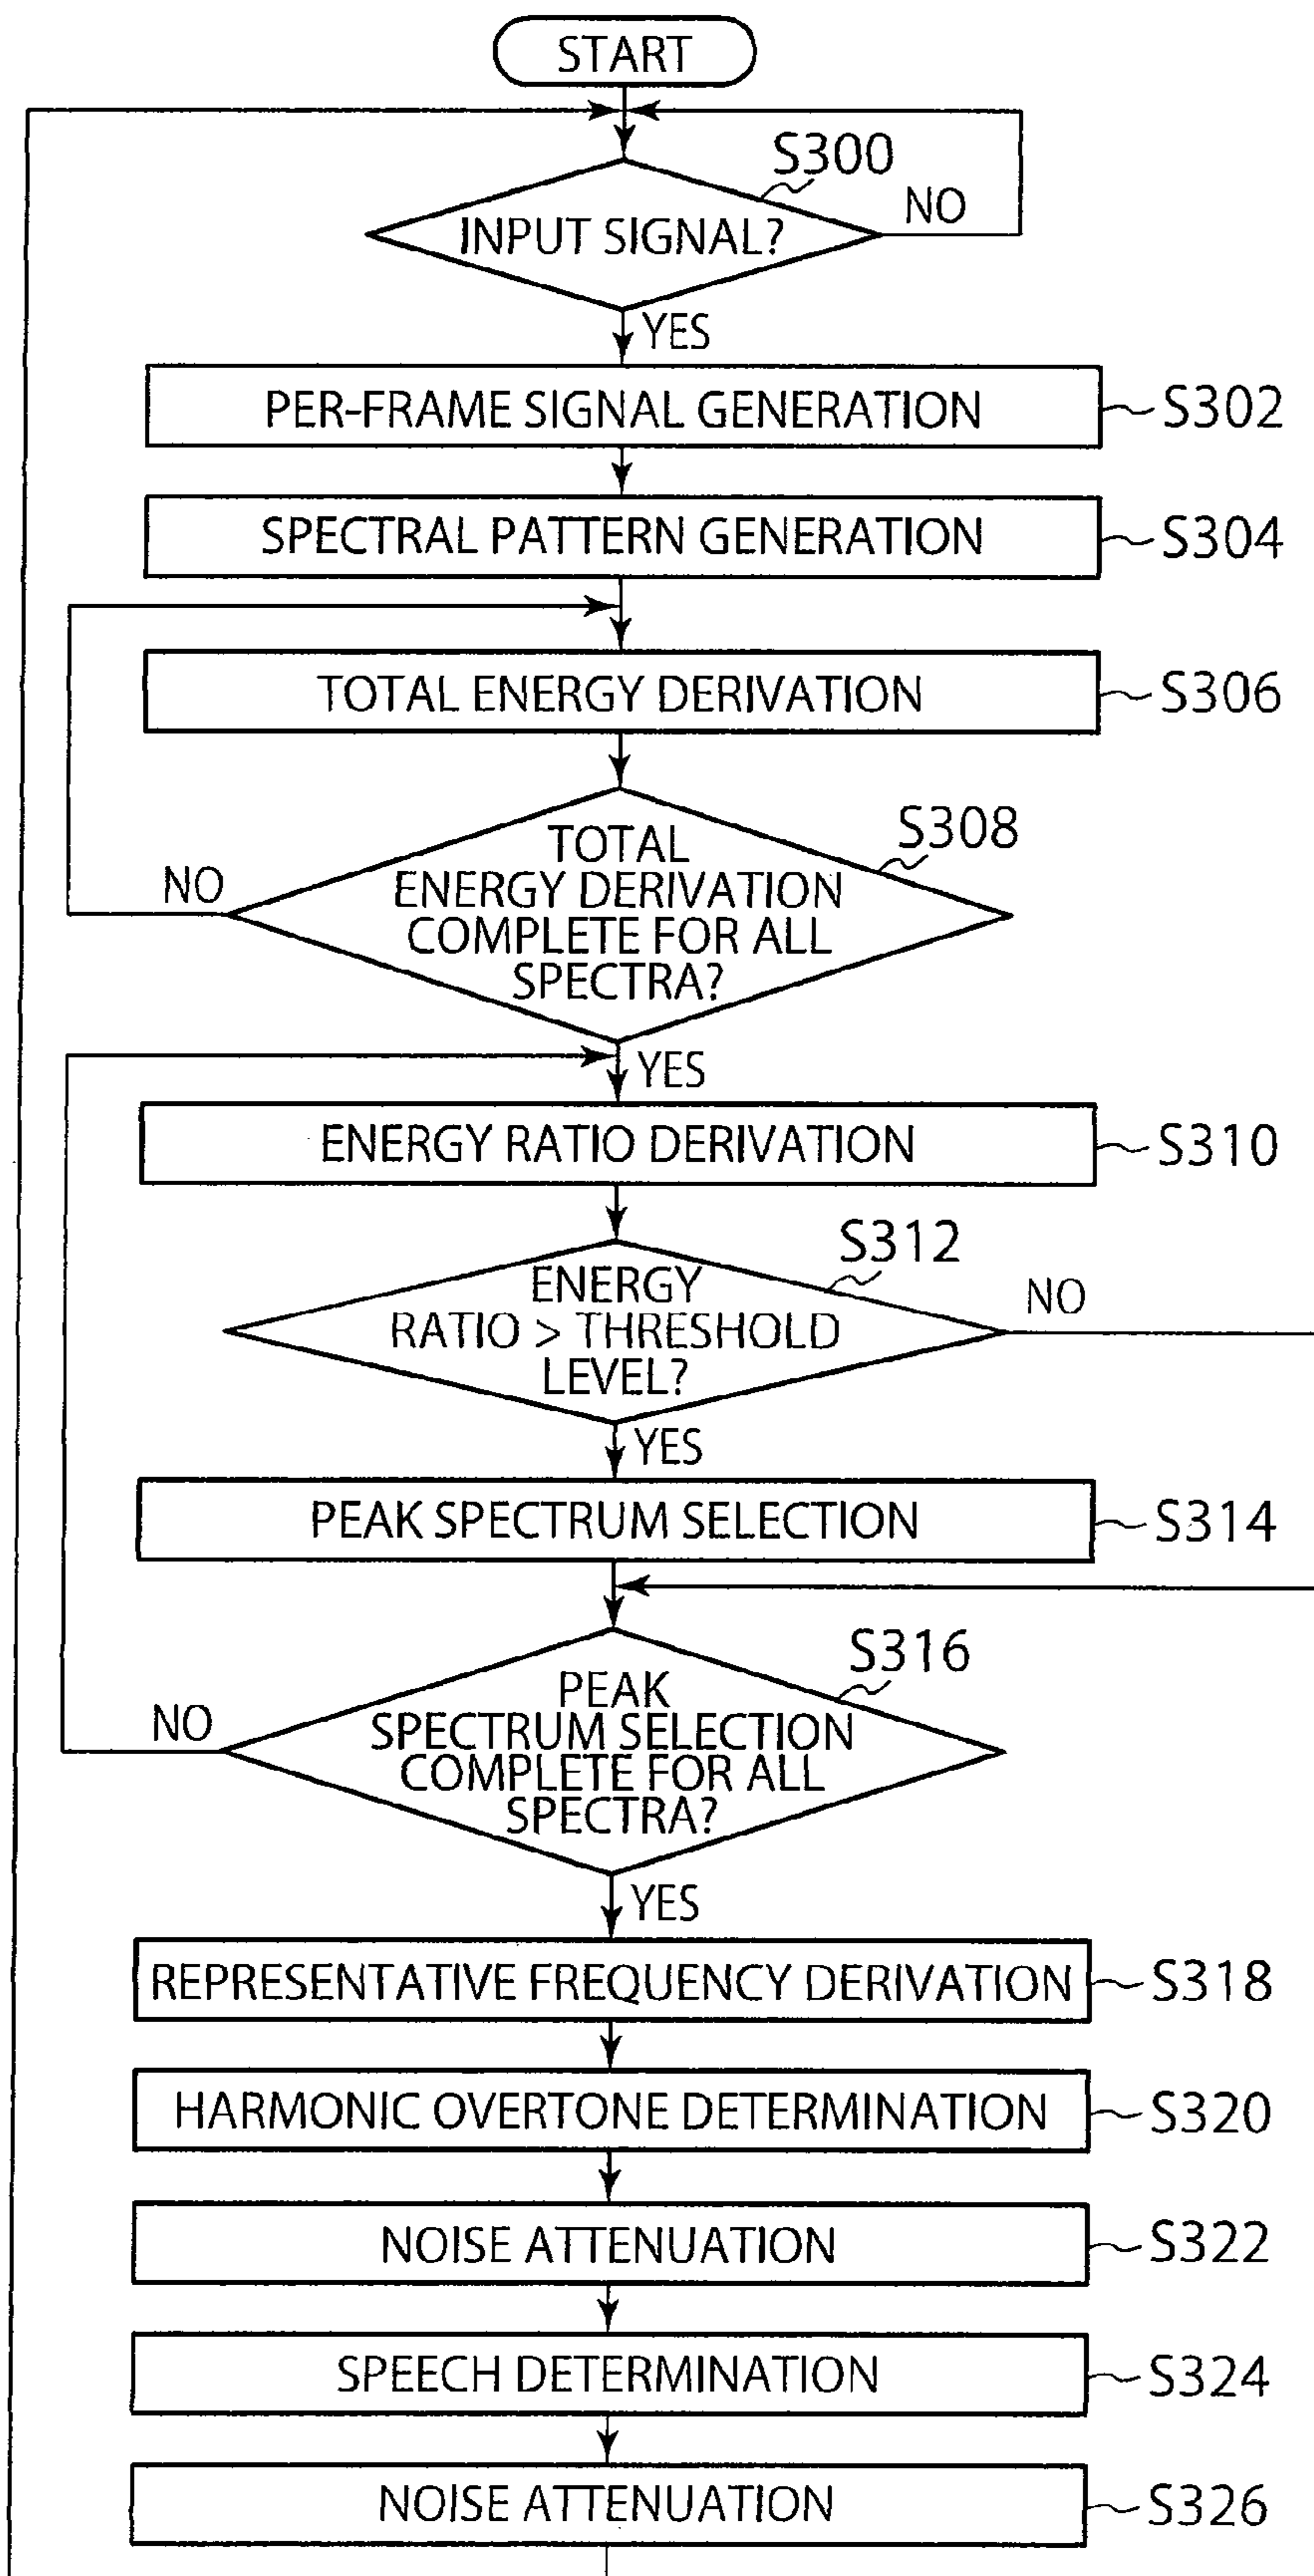 START
S300
INPUT SIGNAL?
NO
YES
PER-FRAME SIGNAL GENERATION
S302
SPECTRAL PATTERN GENERATION
S304
TOTAL ENERGY DERIVATION
S306
S308
TOTAL
ENERGY DERIVATION
COMPLETE FOR ALL
SPECTRA?
NO
YES
ENERGY RATIO DERIVATION
S310
S312
ENERGY
RATIO > THRESHOLD
LEVEL?
NO
YES
PEAK SPECTRUM SELECTION
S314
S316
PEAK
SPECTRUM SELECTION
COMPLETE FOR ALL
SPECTRA?
NO
YES
REPRESENTATIVE FREQUENCY DERIVATION
S318
HARMONIC OVERTONE DETERMINATION
S320
NOISE ATTENUATION
S322
SPEECH DETERMINATION
S324
NOISE ATTENUATION
S326